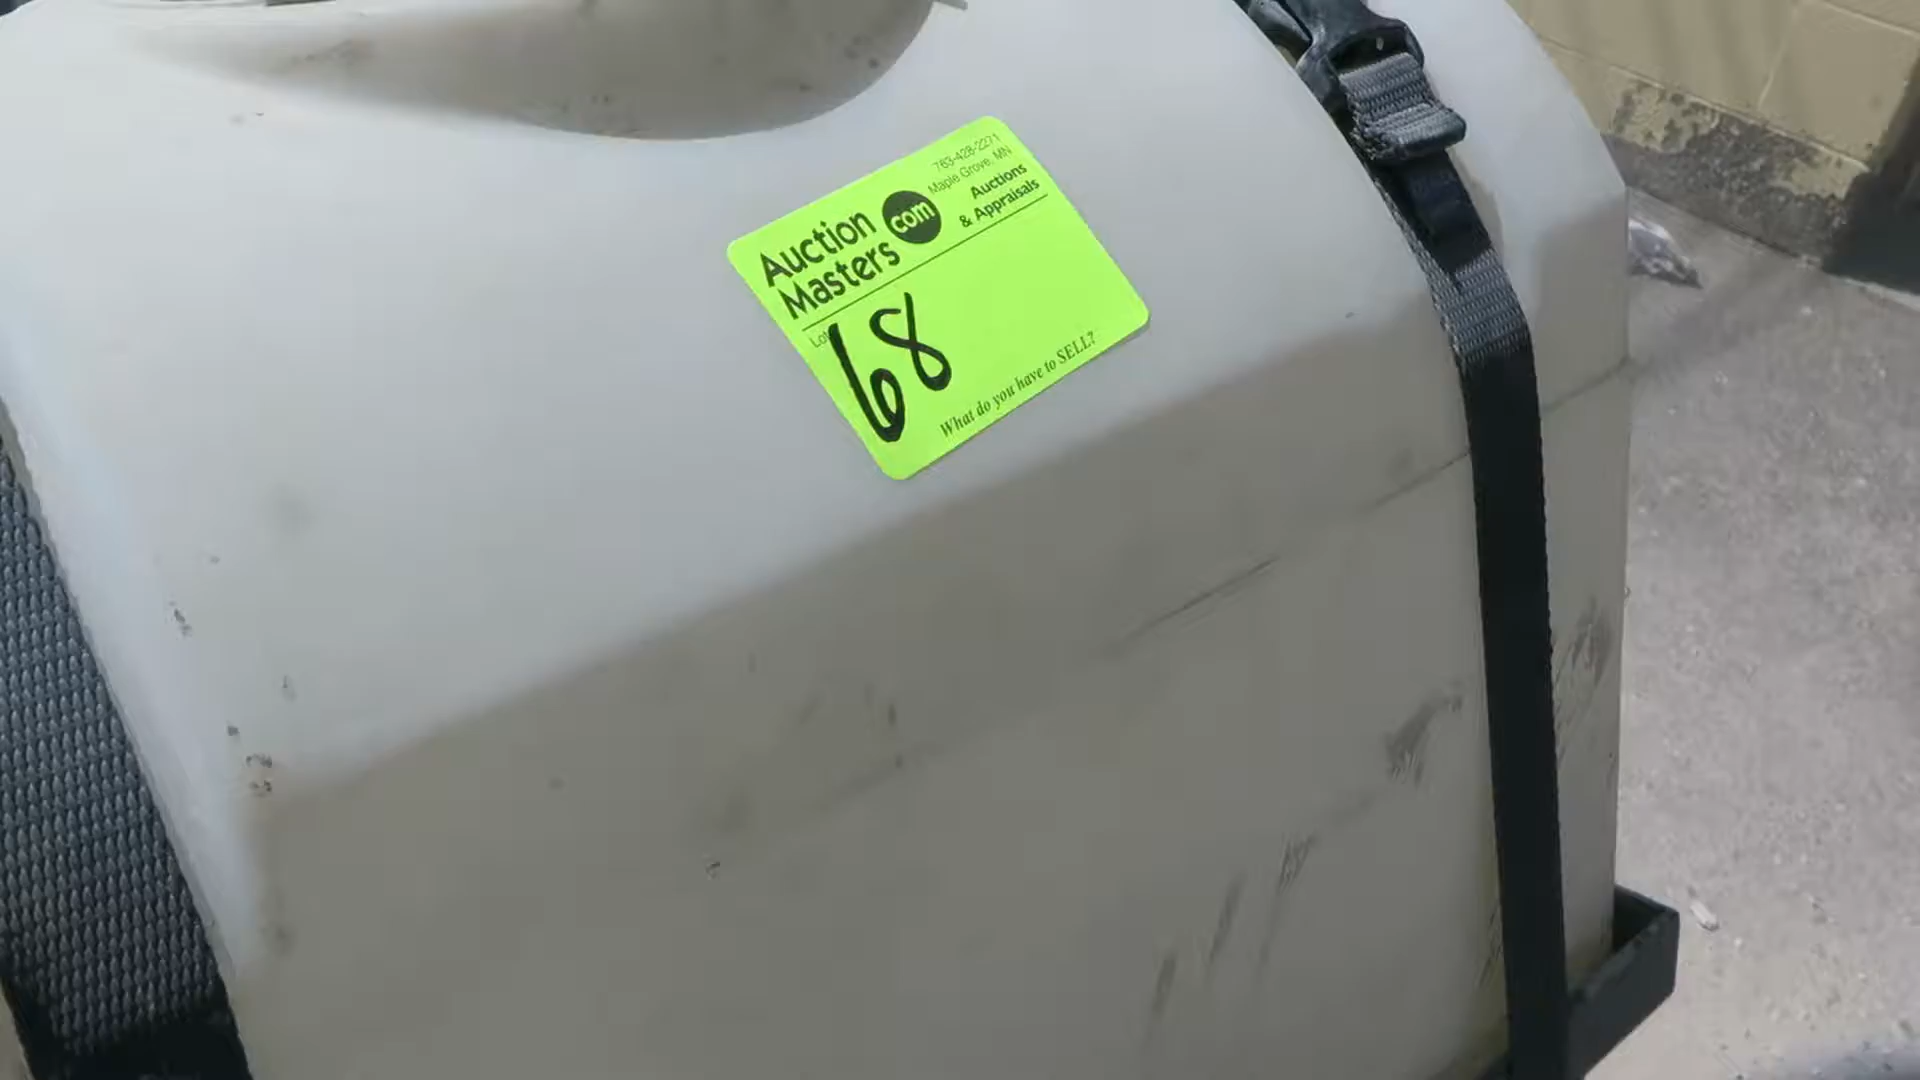 763-428-2271
Maple Grove, MN
Auction
Masters
com
Auctions
& Appraisals
Lot
68
What do you have to SELL?